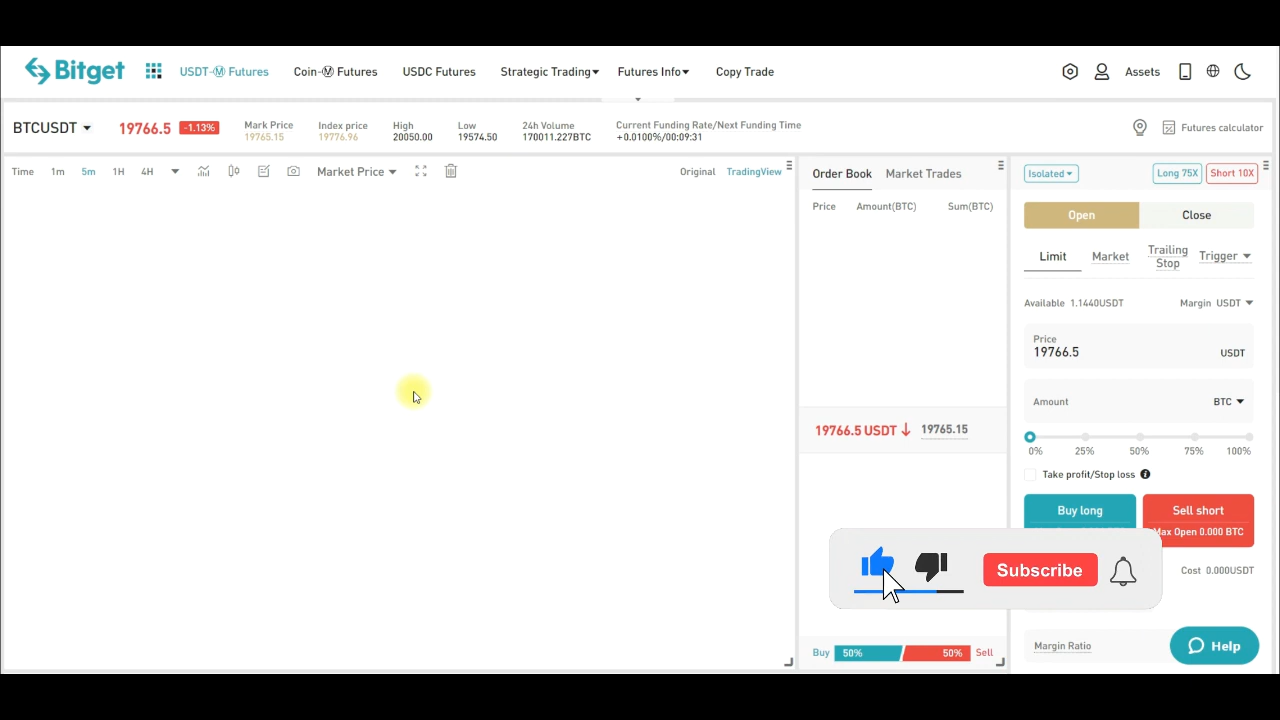 Bitget
USDT-Ⓜ Futures Coin-Ⓜ Futures USDC Futures Strategic Trading Futures Info Copy Trade Assets
BTCUSDT 19766.5 -1.13%
Mark Price Index price High Low 24h Volume Current Funding Rate/Next Funding Time
19765.15 19776.96 20050.00 19574.50 170011.227BTC +0.0100%/00:09:31
Futures calculator
Time 1m 5m 1H 4H Market Price Original TradingView
Order Book Market Trades
Price Amount(BTC) Sum(BTC)
19766.5 USDT 19765.15
Buy 50% 50% Sell
Isolated Long 75X Short 10X
Open Close
Limit Market Trailing Stop Trigger
Available 1.1440USDT Margin USDT
Price
19766.5 USDT
Amount BTC
0% 25% 50% 75% 100%
Take profit/Stop loss
Buy long Sell short
Max Open 0.000 BTC
Subscribe
Cost 0.000USDT
Margin Ratio
Help